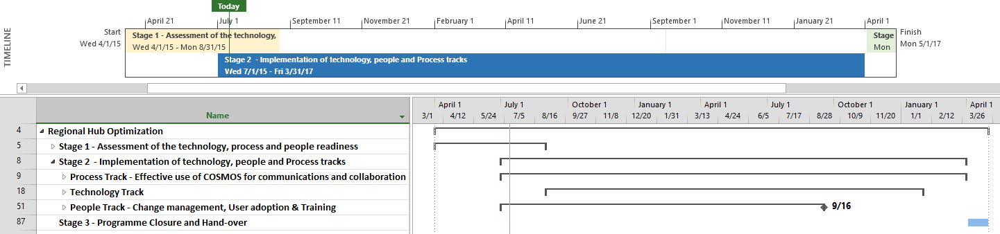 Today
April 21 July 1 September 11 November 21 February 1 April 11 June 21 September 1 November 11 January 21 April 1
TIMELINE
Start
Wed 4/1/15
Stage 1 - Assessment of the technology,
Wed 4/1/15 - Mon 8/31/15
Stage
Mon
Finish
Mon 5/1/17
Stage 2 - Implementation of technology, people and Process tracks
Wed 7/1/15 - Fri 3/31/17
Name
April 1 July 1 October 1 January 1 April 1 July 1 October 1 January 1 April 1
3/1 4/12 5/24 7/5 8/16 9/27 11/8 12/20 1/31 3/13 4/24 6/5 7/17 8/28 10/9 11/20 1/1 2/12 3/26
4 Regional Hub Optimization
5 Stage 1 - Assessment of the technology, process and people readiness
8 Stage 2 - Implementation of technology, people and Process tracks
9 Process Track - Effective use of COSMOS for communications and collaboration
18 Technology Track
51 People Track - Change management, User adoption & Training 9/16
87 Stage 3 - Programme Closure and Hand-over